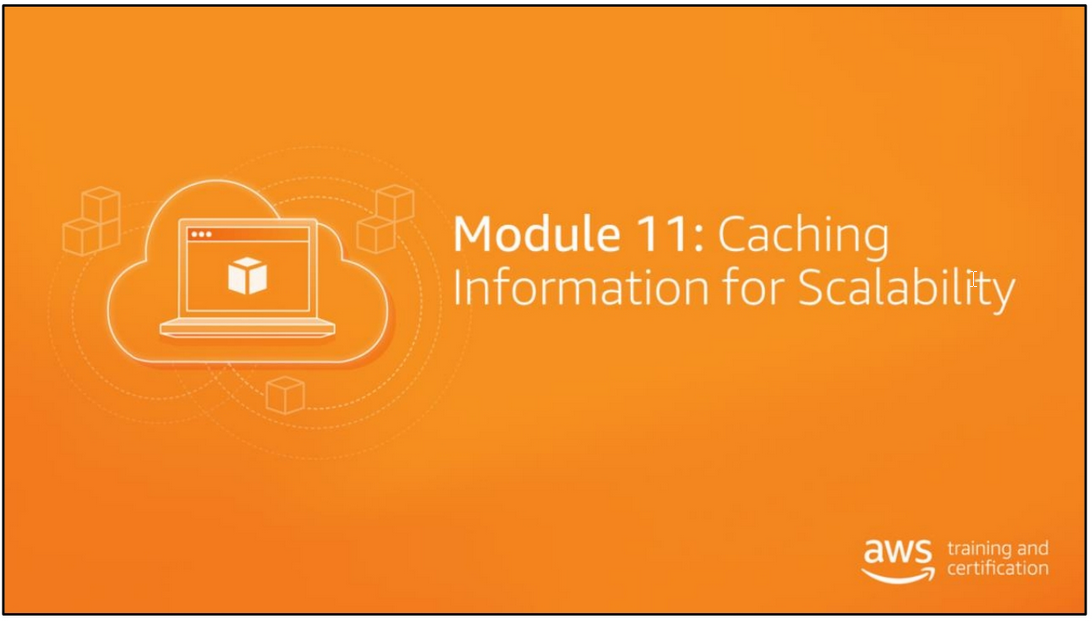 Module 11: Caching
Information for Scalability
aws training and
certification